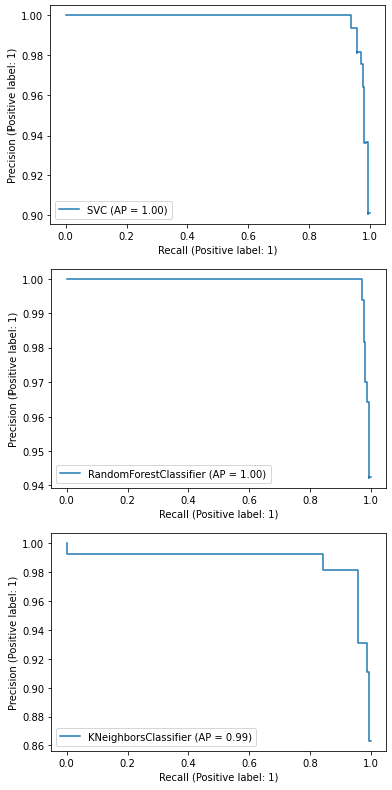 1.00
0.98
0.96
0.94
0.92
0.90
Precision (Positive label: 1)
SVC (AP = 1.00)
0.0 0.2 0.4 0.6 0.8 1.0
Recall (Positive label: 1)
1.00
0.99
0.98
0.97
0.96
0.95
0.94
Precision (Positive label: 1)
RandomForestClassifier (AP = 1.00)
0.0 0.2 0.4 0.6 0.8 1.0
Recall (Positive label: 1)
1.00
0.98
0.96
0.94
0.92
0.90
0.88
0.86
Precision (Positive label: 1)
KNeighborsClassifier (AP = 0.99)
0.0 0.2 0.4 0.6 0.8 1.0
Recall (Positive label: 1)